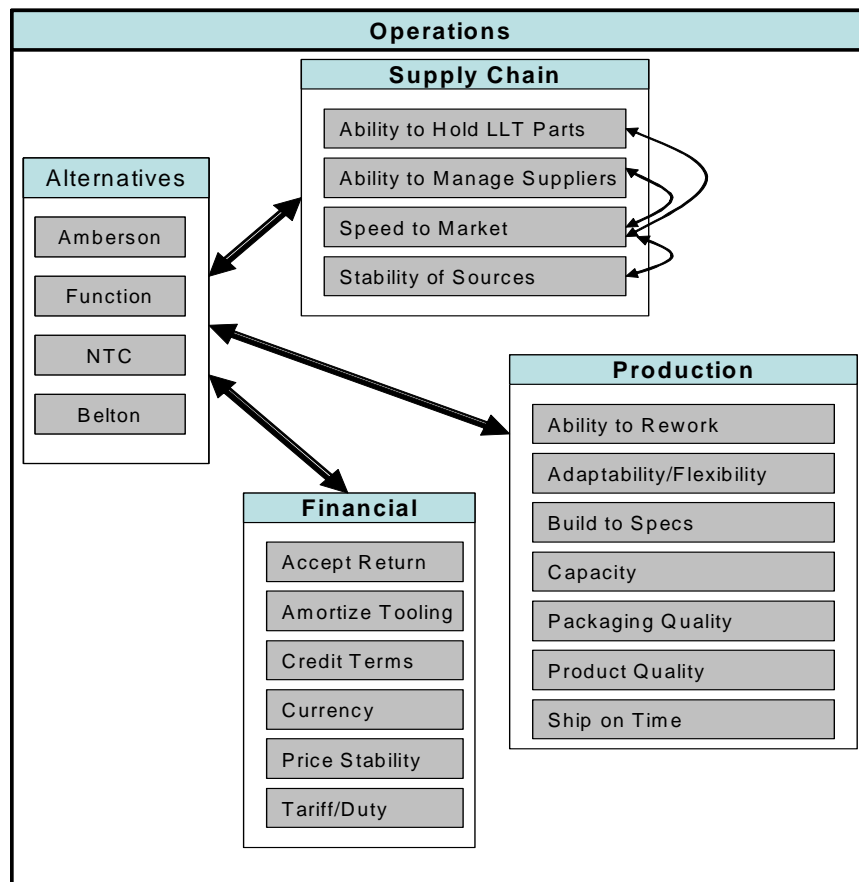 Operations
Supply Chain
Ability to Hold LLT Parts
Ability to Manage Suppliers
Speed to Market
Stability of Sources
Alternatives
Amberson
Function
NTC
Belton
Production
Ability to Rework
Adaptability/Flexibility
Build to Specs
Capacity
Packaging Quality
Product Quality
Ship on Time
Financial
Accept Return
Amortize Tooling
Credit Terms
Currency
Price Stability
Tariff/Duty